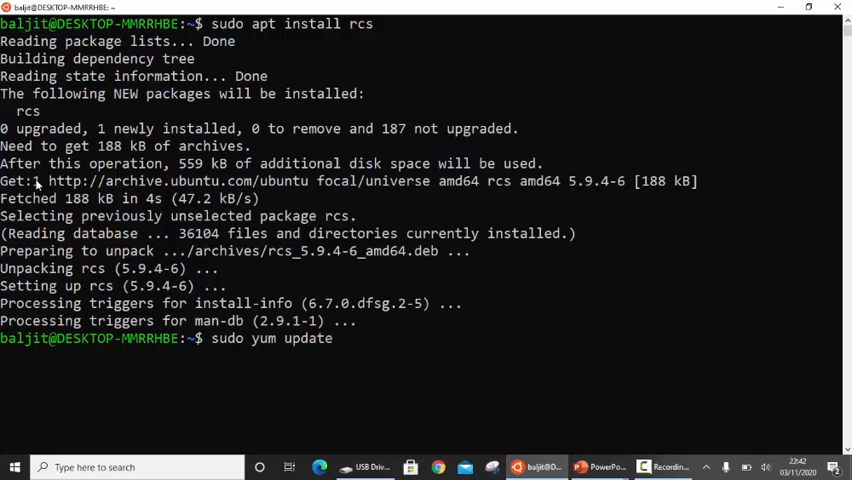 baljit@DESKTOP-MMRRHBE: ~
baljit@DESKTOP-MMRRHBE:~$ sudo apt install rcs
Reading package lists... Done
Building dependency tree
Reading state information... Done
The following NEW packages will be installed:
  rcs
0 upgraded, 1 newly installed, 0 to remove and 187 not upgraded.
Need to get 188 kB of archives.
After this operation, 559 kB of additional disk space will be used.
Get:1 http://archive.ubuntu.com/ubuntu focal/universe amd64 rcs amd64 5.9.4-6 [188 kB]
Fetched 188 kB in 4s (47.2 kB/s)
Selecting previously unselected package rcs.
(Reading database ... 36104 files and directories currently installed.)
Preparing to unpack .../archives/rcs_5.9.4-6_amd64.deb ...
Unpacking rcs (5.9.4-6) ...
Setting up rcs (5.9.4-6) ...
Processing triggers for install-info (6.7.0.dfsg.2-5) ...
Processing triggers for man-db (2.9.1-1) ...
baljit@DESKTOP-MMRRHBE:~$ sudo yum update
Type here to search
USB Driv...
baljit@D...
PowerPo...
Recordin...
22:42
03/11/2020
2